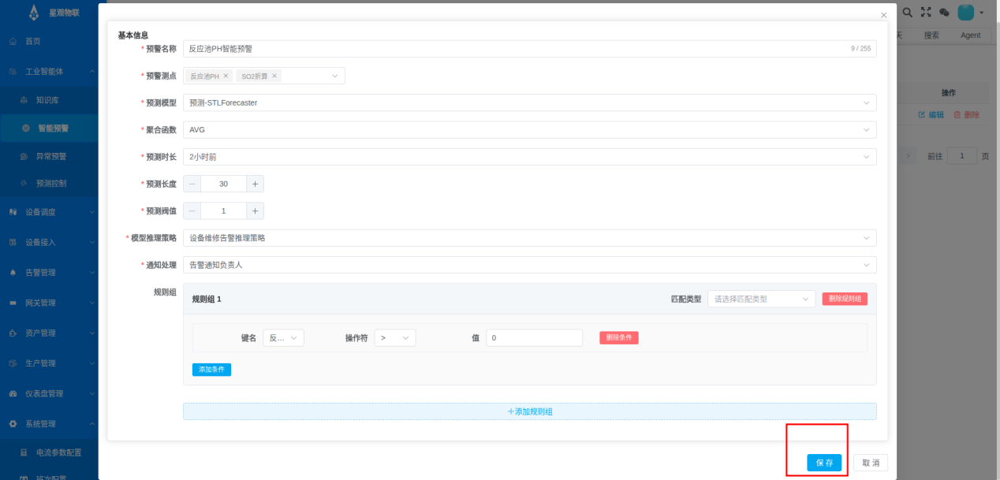 星观物联
首页
工业智能体
知识库
智能预警
异常预警
预测控制
设备调度
设备接入
告警管理
网关管理
资产管理
生产管理
仪表盘管理
系统管理
电流参数配置
班次配置
基本信息
* 预警名称 反应池PH智能预警 9 / 255
* 预警测点 反应池PH × SO2折算 ×
* 预测模型 预测-STLForecaster
* 聚合函数 AVG
* 预测时长 2小时前
* 预测长度 − 30 +
* 预测阀值 − 1 +
* 模型推理策略 设备维修告警推理策略
* 通知处理 告警通知负责人
规则组
规则组 1 匹配类型 请选择匹配类型 删除规则组
键名 反... 操作符 > 值 0 删除条件
添加条件
+添加规则组
保存 取消
天 搜索 Agent
操作
编辑 删除
> 前往 1 页